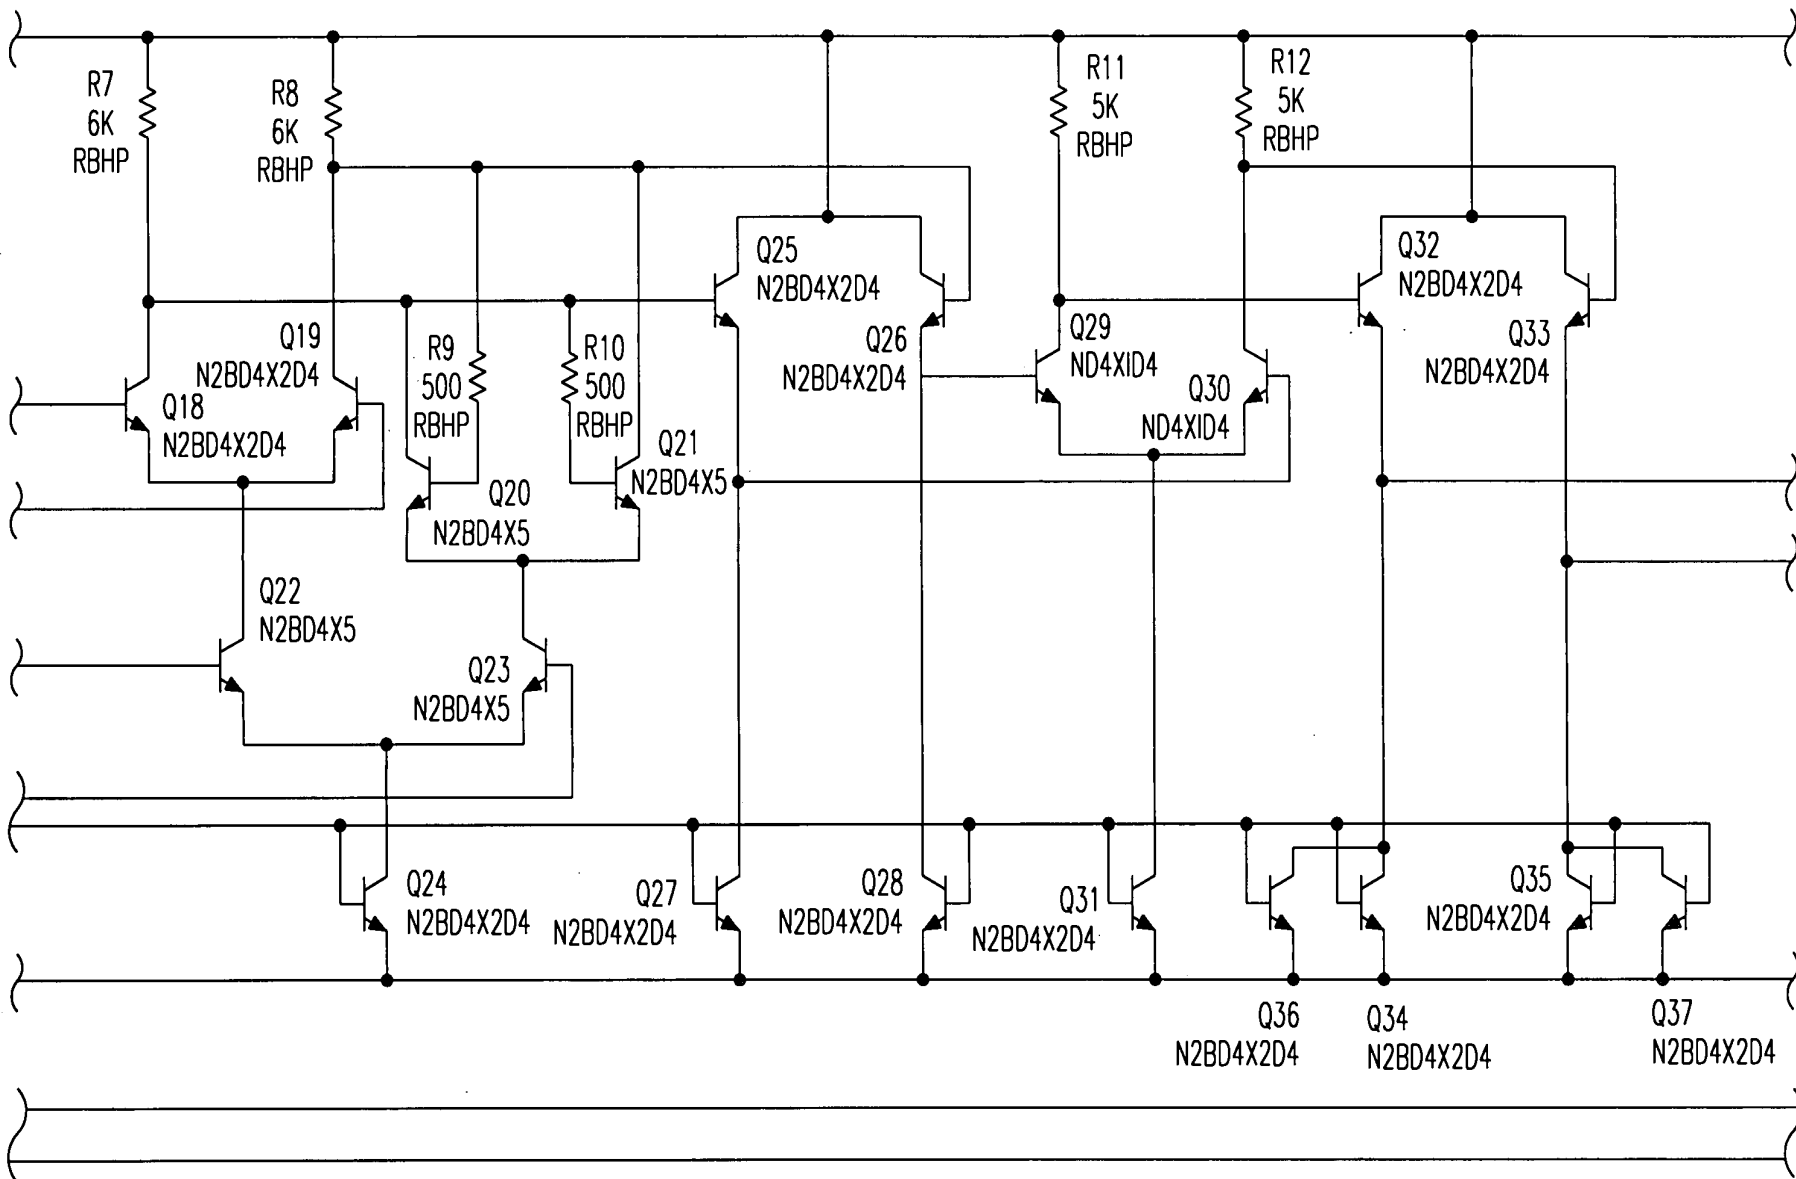 R7
6K
RBHP
R8
6K
RBHP
R11
5K
RBHP
R12
5K
RBHP
Q25
N2BD4X2D4
Q32
N2BD4X2D4
Q19
N2BD4X2D4
R9
500
RBHP
R10
500
RBHP
Q26
N2BD4X2D4
Q29
ND4XID4
Q33
N2BD4X2D4
Q18
N2BD4X2D4
Q30
ND4XID4
Q21
N2BD4X5
Q20
N2BD4X5
Q22
N2BD4X5
Q23
N2BD4X5
Q24
N2BD4X2D4
Q27
N2BD4X2D4
Q28
N2BD4X2D4
Q31
N2BD4X2D4
Q35
N2BD4X2D4
Q36
N2BD4X2D4
Q34
N2BD4X2D4
Q37
N2BD4X2D4